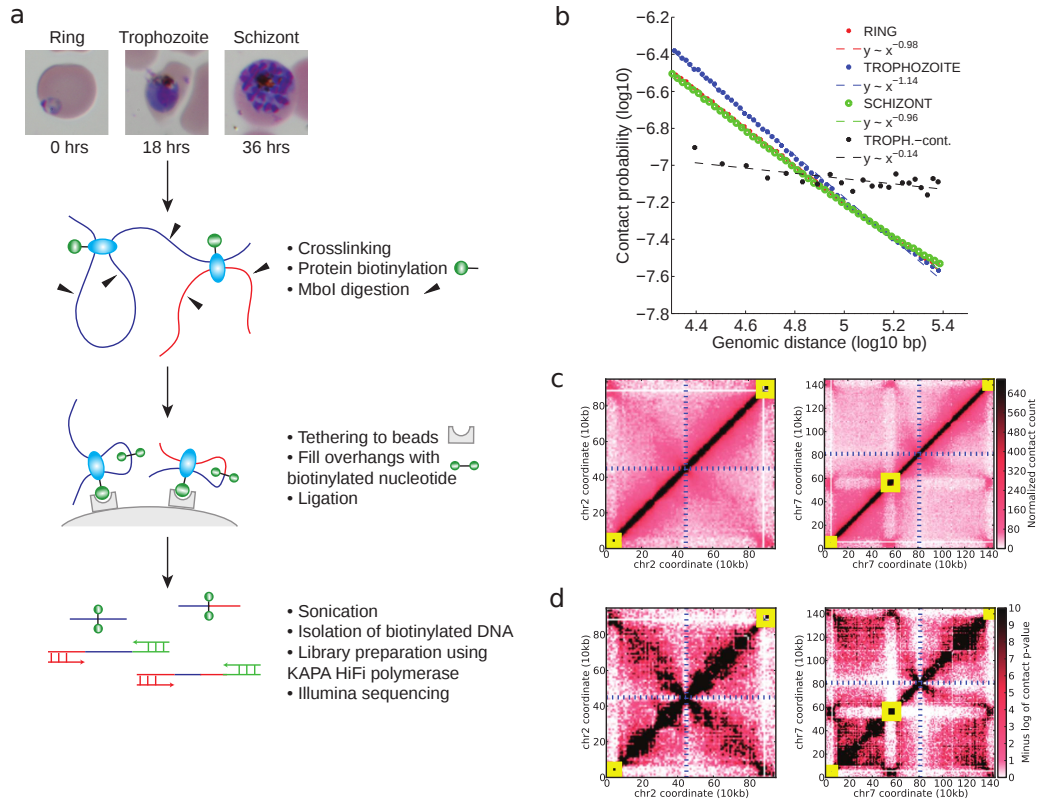 a
Ring Trophozoite Schizont
0 hrs 18 hrs 36 hrs
• Crosslinking
• Protein biotinylation
• MboI digestion
• Tethering to beads
• Fill overhangs with
biotinylated nucleotide
• Ligation
• Sonication
• Isolation of biotinylated DNA
• Library preparation using
KAPA HiFi polymerase
• Illumina sequencing
b
−6.2
−6.4
−6.6
−6.8
−7
−7.2
−7.4
−7.6
−7.8
Contact probability (log10)
4.4 4.6 4.8 5 5.2 5.4
Genomic distance (log10 bp)
RING
y ~ x−0.98
TROPHOZOITE
y ~ x−1.14
SCHIZONT
y ~ x−0.96
TROPH.−cont.
y ~ x−0.14
c
80
60
40
20
0
chr2 coordinate (10kb)
0 20 40 60 80
chr2 coordinate (10kb)
140
120
100
80
60
40
20
0
chr7 coordinate (10kb)
0 20 40 60 80 100 120 140
chr7 coordinate (10kb)
640
560
480
400
320
240
160
80
0
Normalized contact count
d
80
60
40
20
0
chr2 coordinate (10kb)
0 20 40 60 80
chr2 coordinate (10kb)
140
120
100
80
60
40
20
0
chr7 coordinate (10kb)
0 20 40 60 80 100 120 140
chr7 coordinate (10kb)
10
9
8
7
6
5
4
3
2
1
0
Minus log of contact p-value